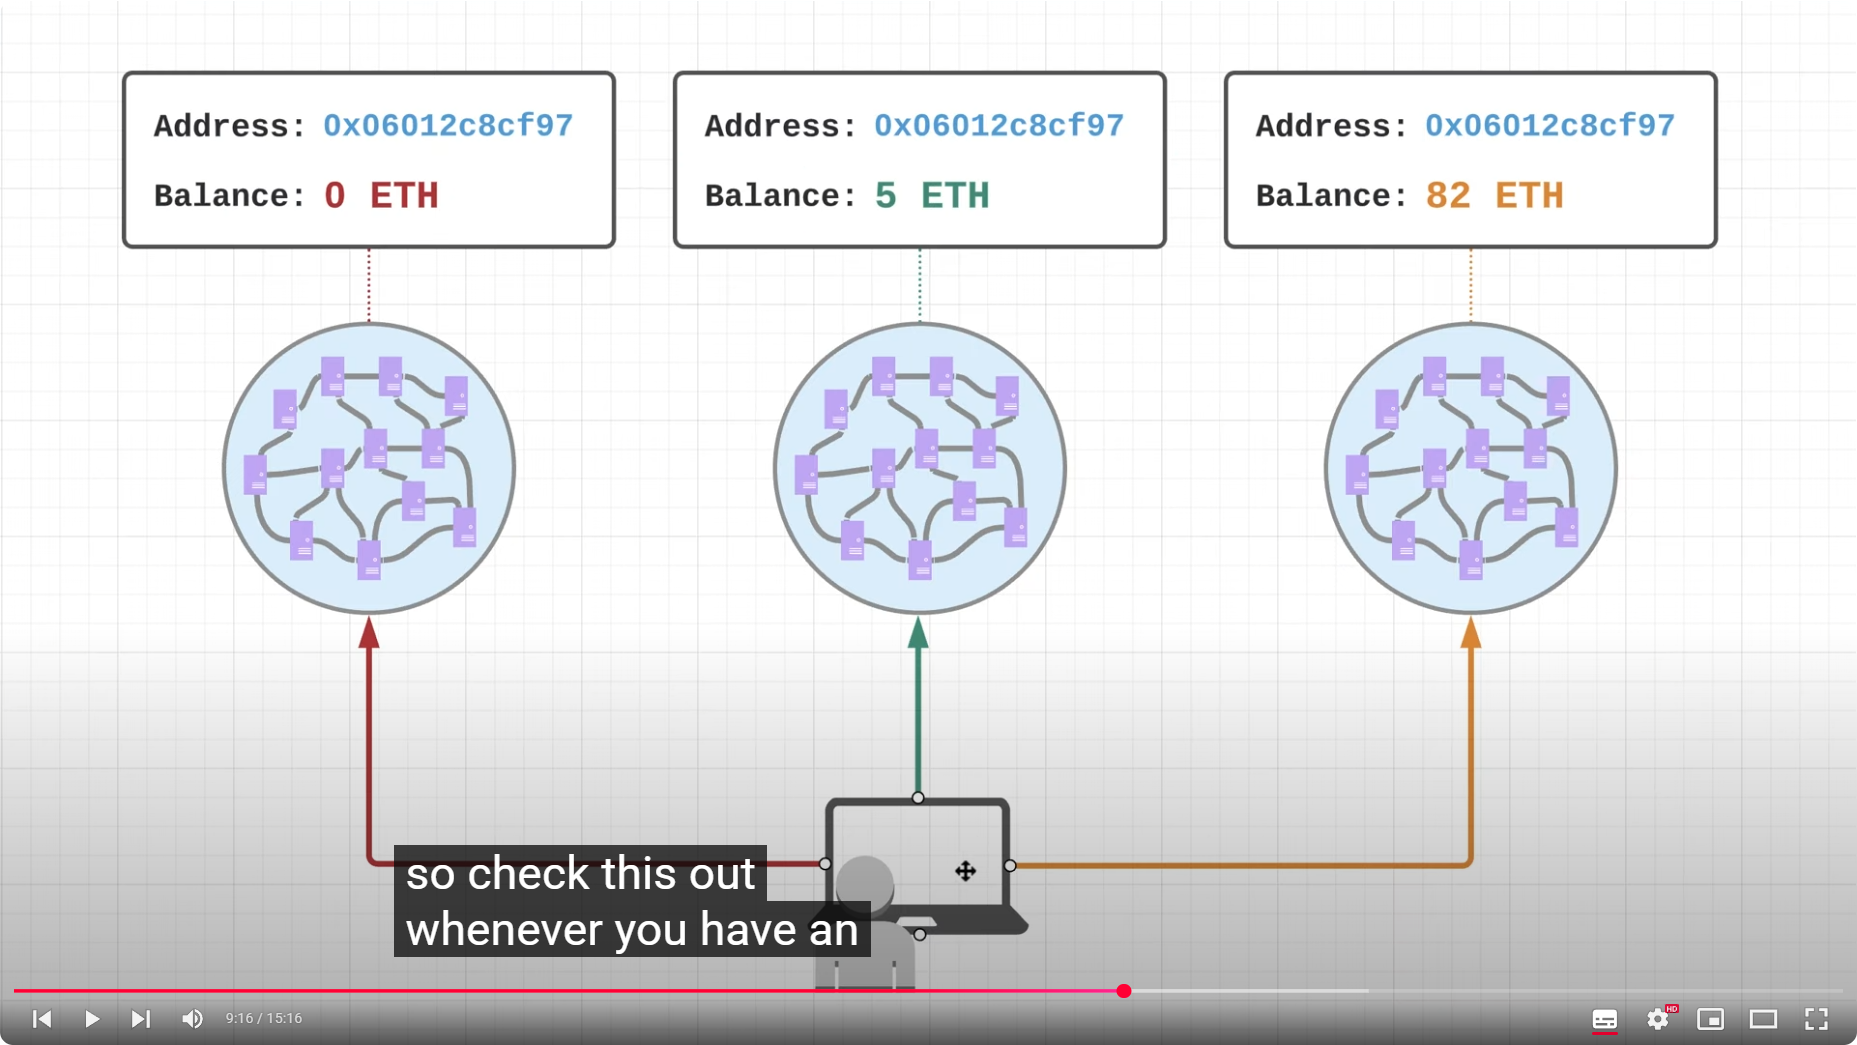 Address: 0x06012c8cf97
Balance: 0 ETH
Address: 0x06012c8cf97
Balance: 5 ETH
Address: 0x06012c8cf97
Balance: 82 ETH
so check this out
whenever you have an
9:16 / 15:16
HD